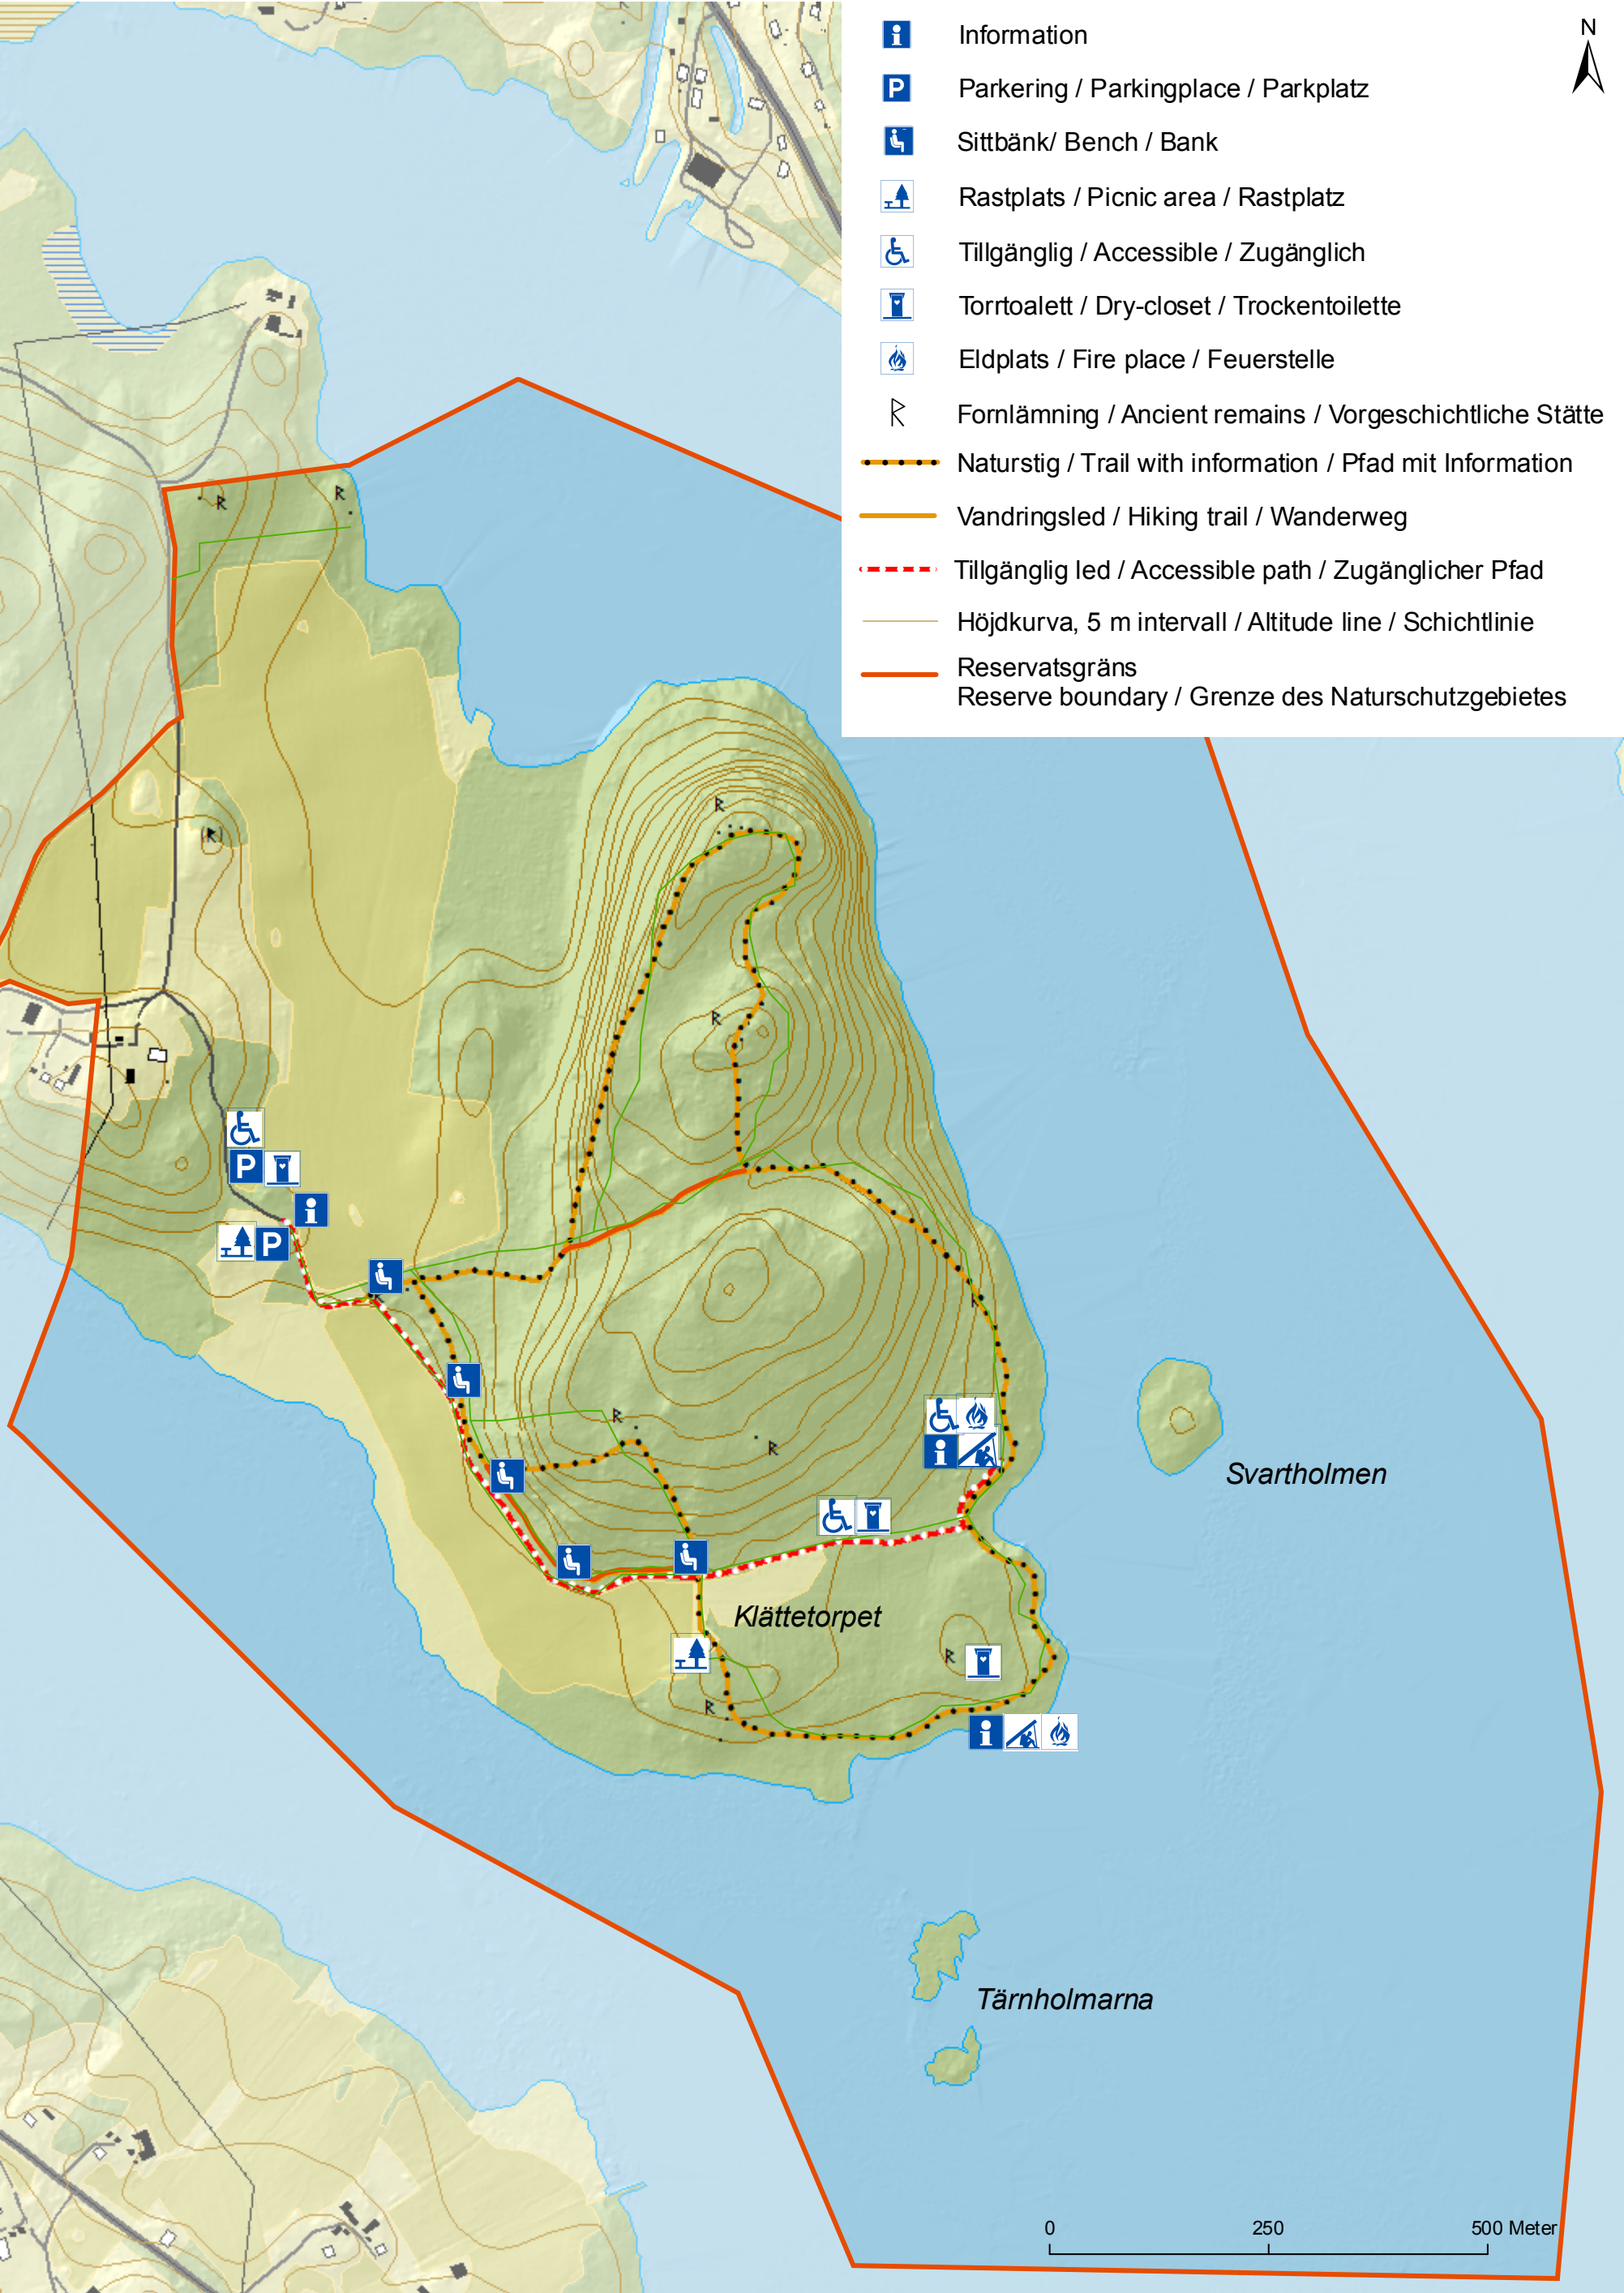 N
Information
P Parkering / Parkingplace / Parkplatz
Sittbänk/ Bench / Bank
Rastplats / Picnic area / Rastplatz
Tillgänglig / Accessible / Zugänglich
Torrtoalett / Dry-closet / Trockentoilette
Eldplats / Fire place / Feuerstelle
R Fornlämning / Ancient remains / Vorgeschichtliche Stätte
Naturstig / Trail with information / Pfad mit Information
Vandringsled / Hiking trail / Wanderweg
Tillgänglig led / Accessible path / Zugänglicher Pfad
Höjdkurva, 5 m intervall / Altitude line / Schichtlinie
Reservatsgräns
Reserve boundary / Grenze des Naturschutzgebietes
R
R
R
R
R
P
P
R
R
R
Svartholmen
Klättetorpet
R
R
Tärnholmarna
0 250 500 Meter